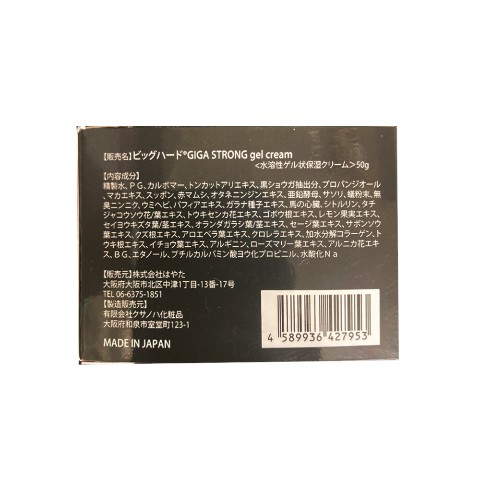 【販売名】ビッグハード®GIGA STRONG gel cream
<水溶性ゲル状保湿クリーム>50g
【内容成分】
精製水、PG、カルボマー、トンカットアリエキス、黒ショウガ抽出分、プロパンジオール
、マカエキス、スッポン、赤マムシ、オタネニンジンエキス、亜鉛酵母、サソリ、蟻粉末、無
臭ニンニク、ウミヘビ、パフィアエキス、ガラナ種子エキス、馬の心臓、シトルリン、タチ
ジャコウソウ花/葉エキス、トウキンセンカ花エキス、ゴボウ根エキス、レモン果実エキス、
セイヨウキズタ葉/茎エキス、オランダガラシ葉/茎エキス、セージ葉エキス、サボンソウ
葉エキス、クズ根エキス、アロエベラ葉エキス、クロレラエキス、加水分解コラーゲン、ト
ウキ根エキス、イチョウ葉エキス、アルギニン、ローズマリー葉エキス、アルニカ花エキ
ス、BG、エタノール、ブチルカルバミン酸ヨウ化プロピニル、水酸化Na
【販売元】株式会社はやた
大阪府大阪市北区中津1丁目-13番-17号
TEL 06-6375-1851
【製造販売元】
有限会社クサノハ化粧品
大阪府和泉市室堂町123-1
MADE IN JAPAN
4 589936 427953